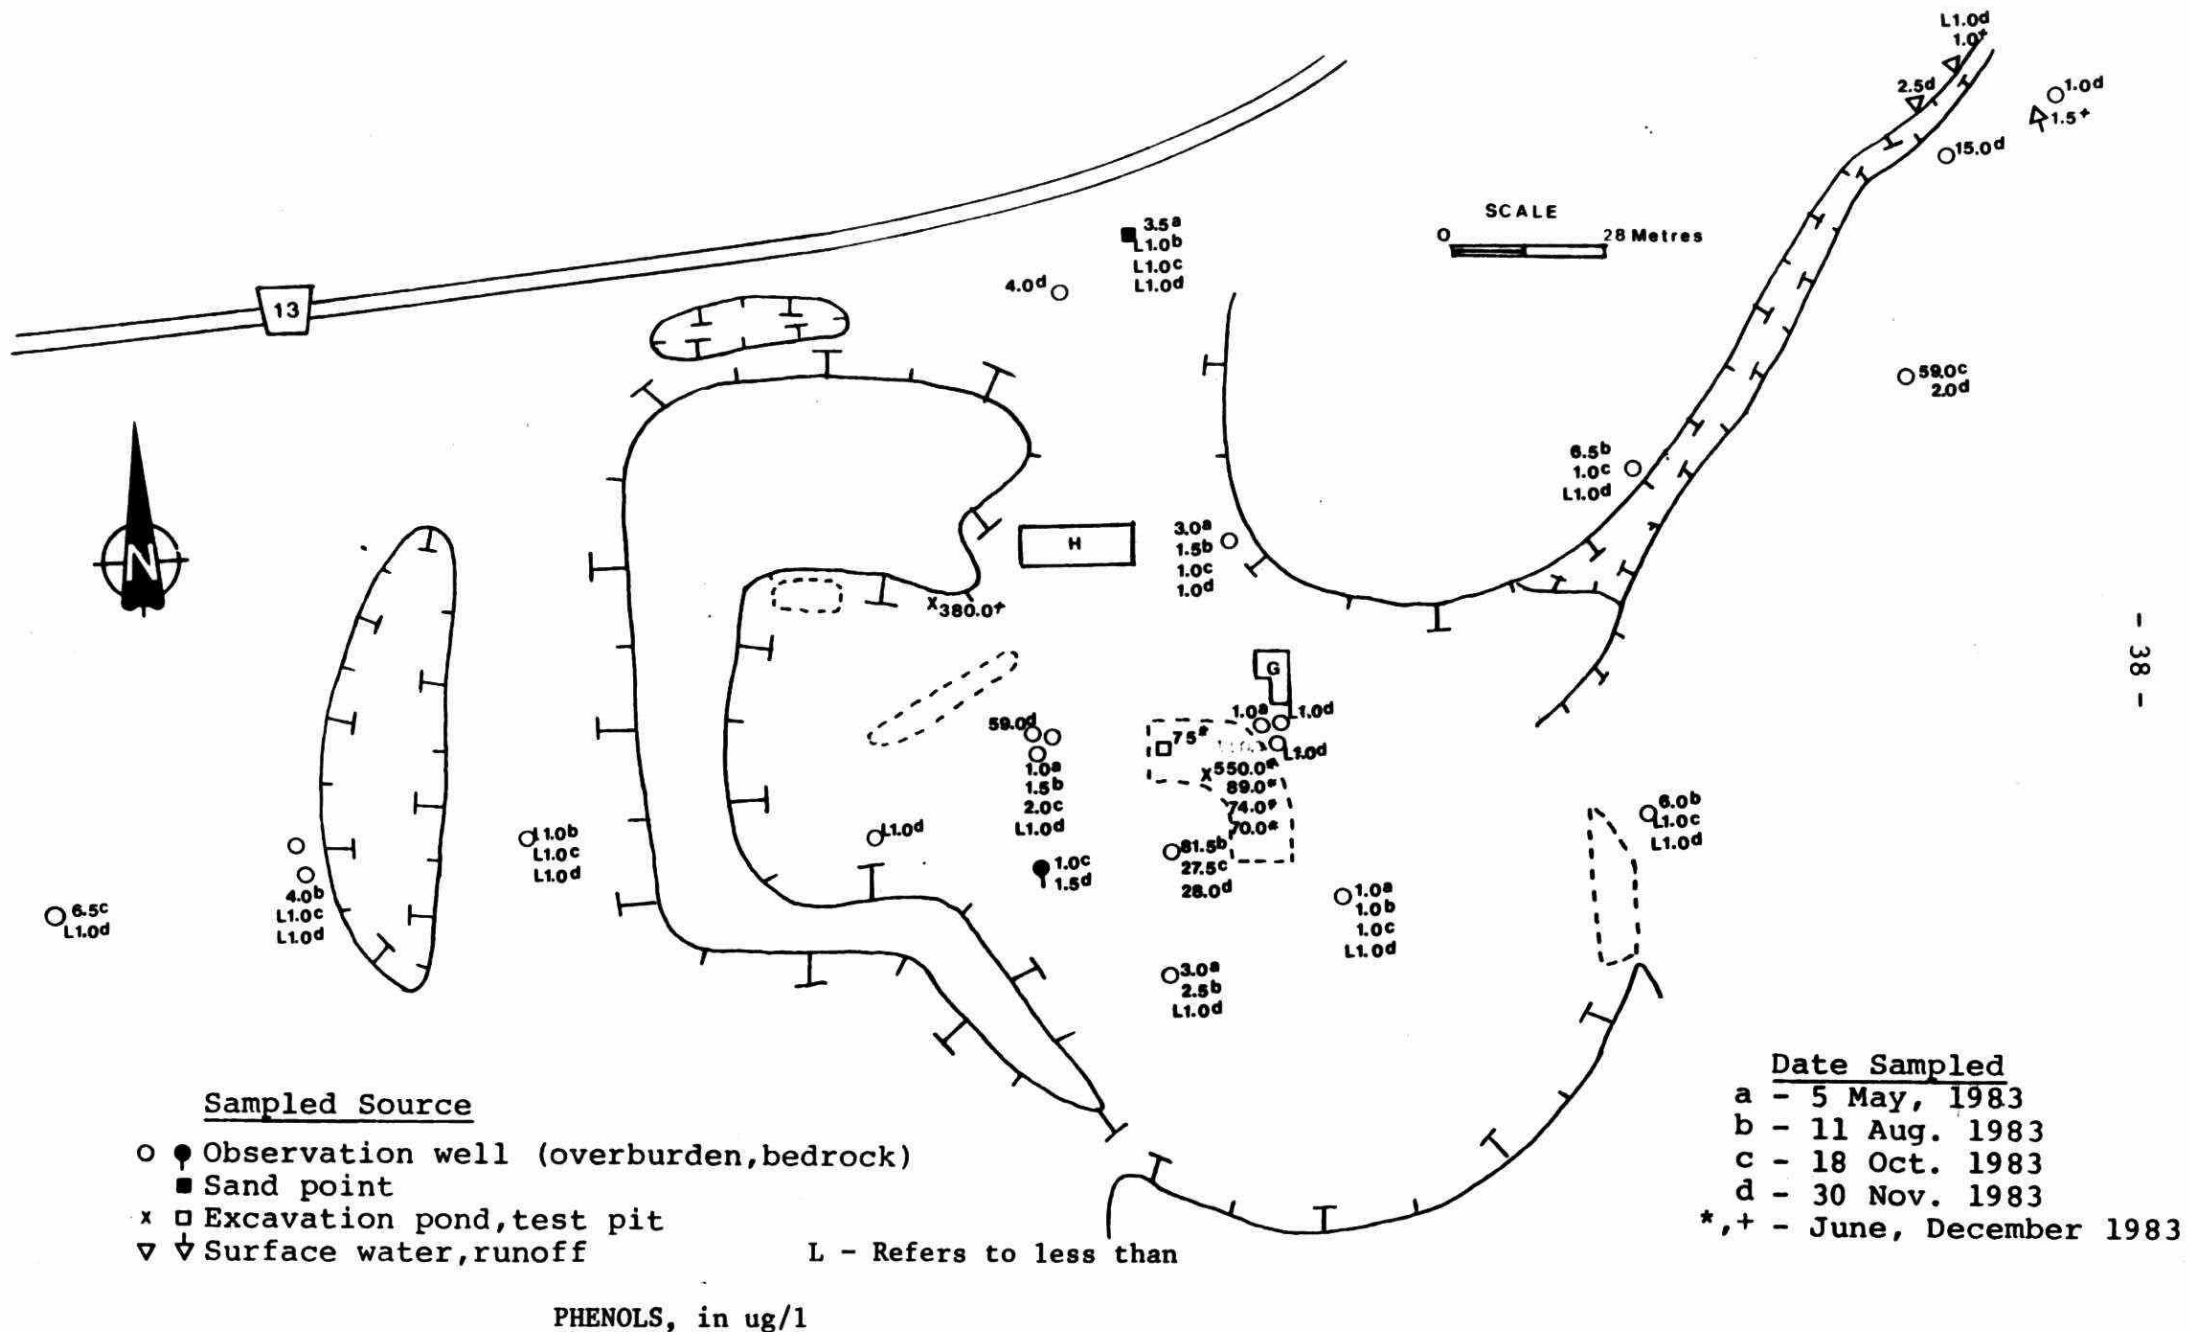 L1.0d
1.0+
2.5d
1.0d
1.5+
15.0d
SCALE
0 28 Metres
3.5a
L1.0b
L1.0c
L1.0d
4.0d
13
59.0c
2.0d
6.5b
1.0c
L1.0d
H
3.0a
1.5b
1.0c
1.0d
N
X380.0+
- 38 -
G
1.0a
L1.0d
59.0d
75*
L1.0d
1.0a
1.5b
2.0c
L1.0d
X550.0*
89.0*
74.0*
70.0*
6.0b
L1.0c
L1.0d
L1.0b
L1.0c
L1.0d
L1.0d
81.5b
27.5c
28.0d
1.0c
1.5d
1.0a
1.0b
1.0c
L1.0d
4.0b
L1.0c
L1.0d
6.5c
L1.0d
3.0a
2.5b
L1.0d
Sampled Source
Observation well (overburden,bedrock)
Sand point
x Excavation pond,test pit
Surface water,runoff
L - Refers to less than
Date Sampled
a - 5 May, 1983
b - 11 Aug. 1983
c - 18 Oct. 1983
d - 30 Nov. 1983
*,+ - June, December 1983
PHENOLS, in ug/l